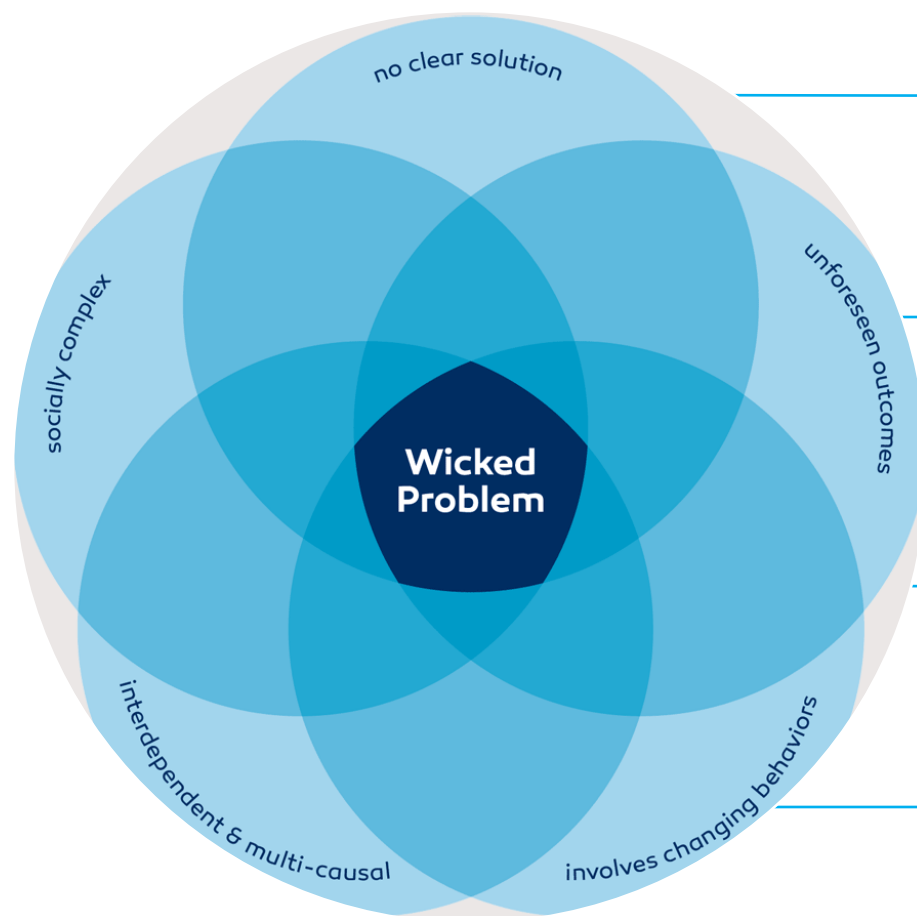 no clear solution
unforeseen outcomes
socially complex
Wicked
Problem
interdependent & multi-causal
involves changing behaviors